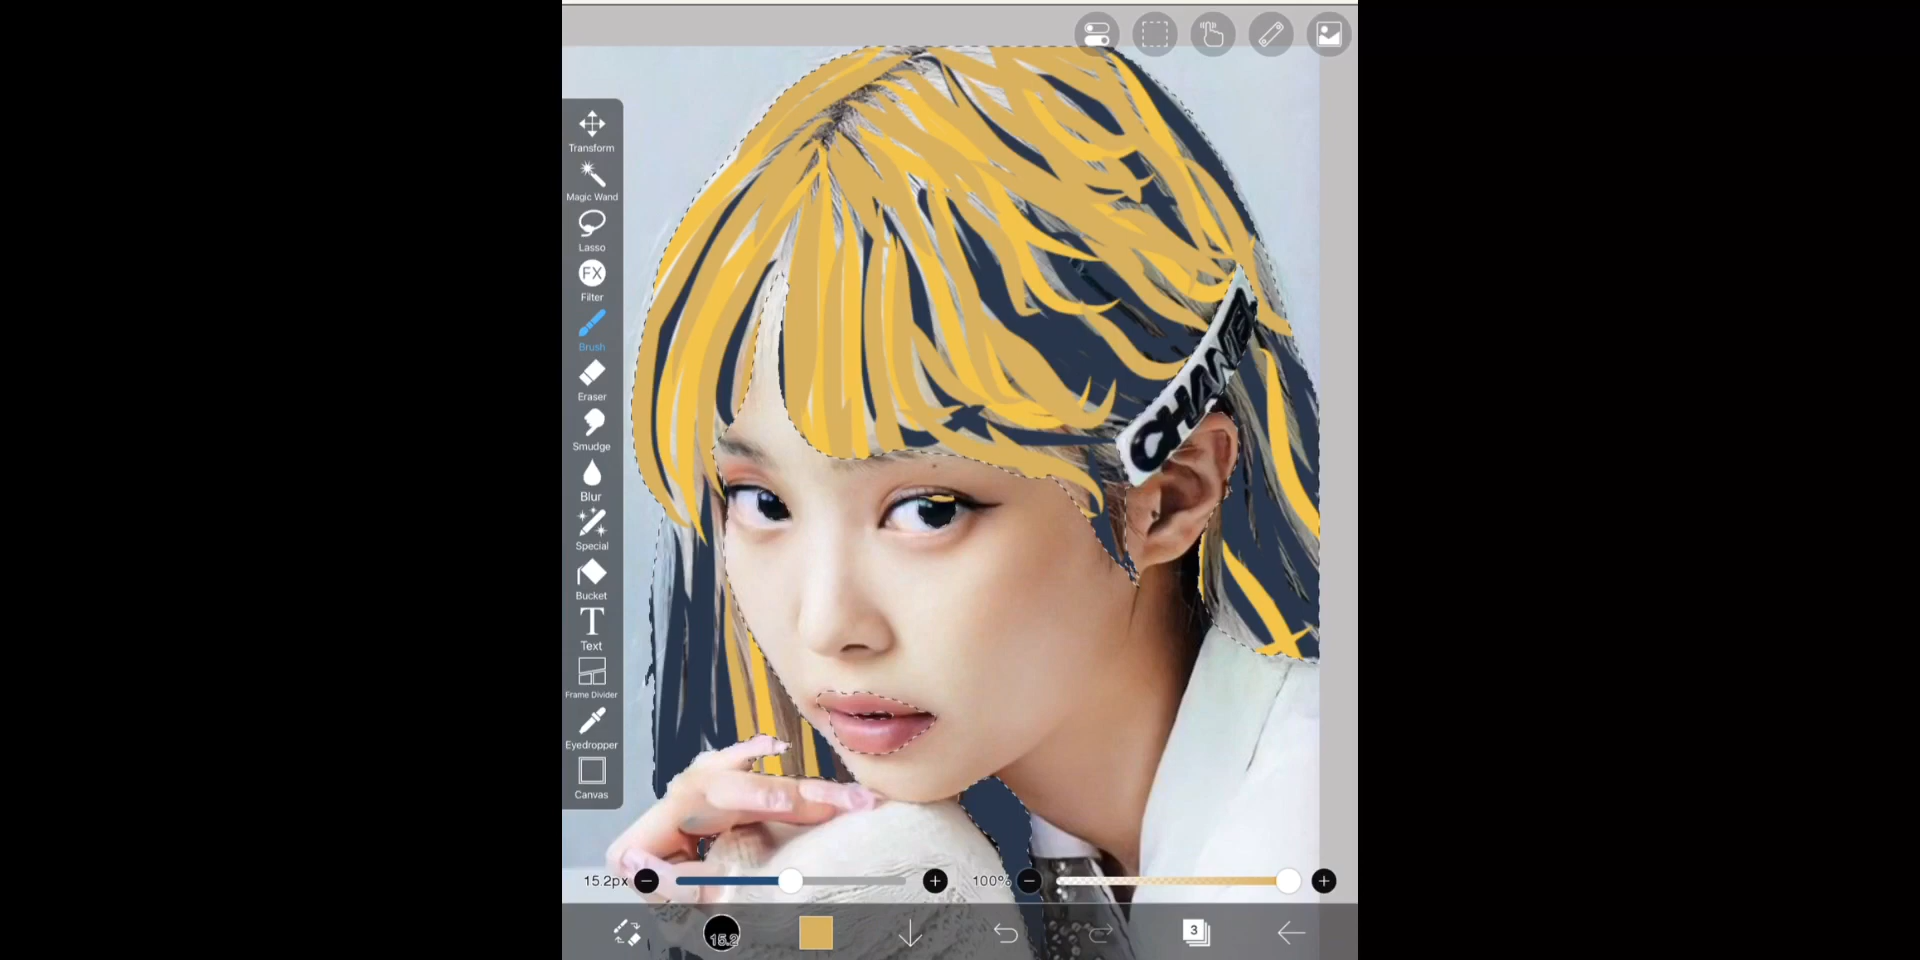 Transform
Magic Wand
Lasso
FX
Filter
Brush
Eraser
Smudge
Blur
Special
Bucket
T
Text
Frame Divider
Eyedropper
Canvas
CHANEL
15.2px
100%
15.2
3